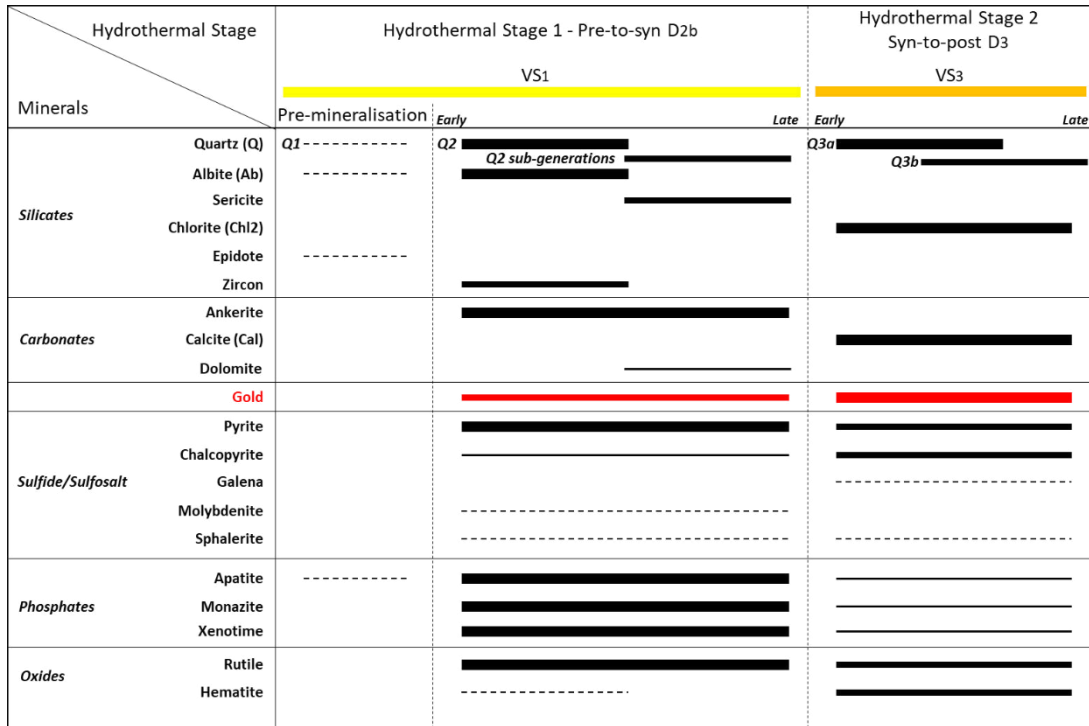 Hydrothermal Stage
Hydrothermal Stage 1 - Pre-to-syn D2b
Hydrothermal Stage 2
Syn-to-post D3
VS1
VS3
Minerals
Pre-mineralisation Early Late
Early Late
Quartz (Q) Q1 Q2 Q3a
Q2 sub-generations Q3b
Albite (Ab)
Sericite
Silicates
Chlorite (Chl2)
Epidote
Zircon
Ankerite
Carbonates Calcite (Cal)
Dolomite
Gold
Pyrite
Chalcopyrite
Sulfide/Sulfosalt Galena
Molybdenite
Sphalerite
Apatite
Phosphates Monazite
Xenotime
Rutile
Oxides
Hematite